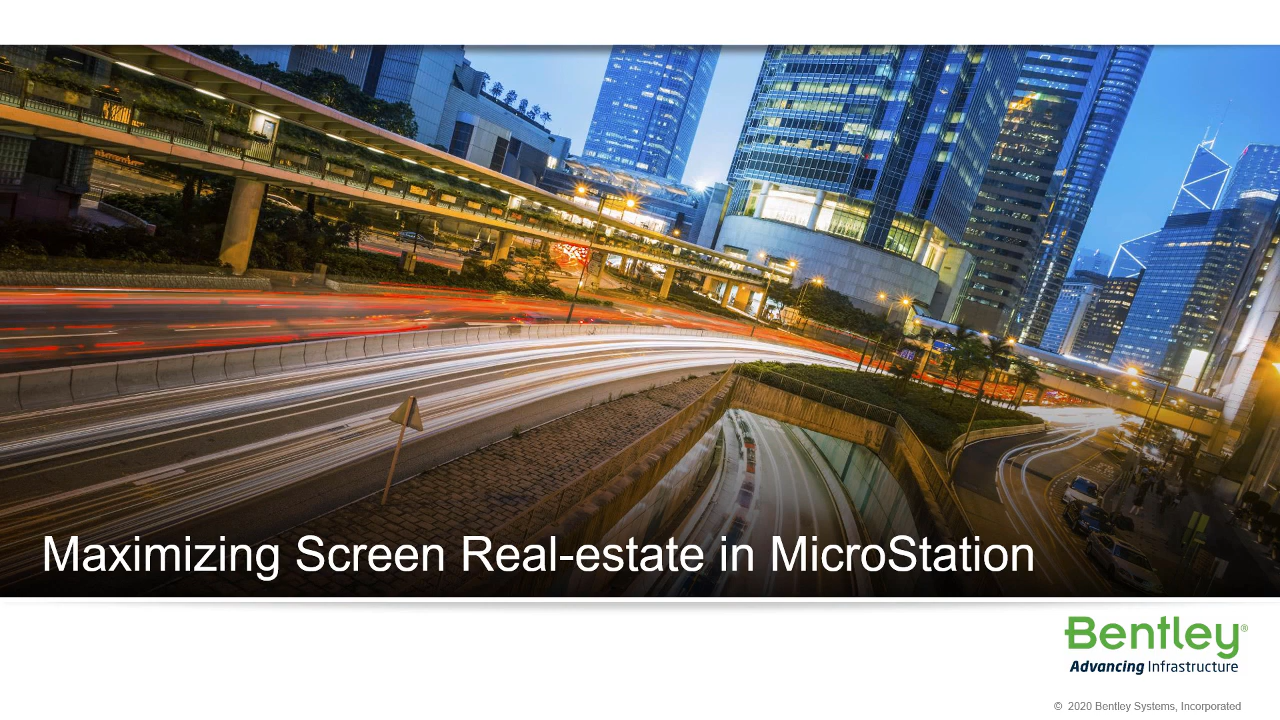 Maximizing Screen Real-estate in MicroStation
Bentley®
Advancing Infrastructure
© 2020 Bentley Systems, Incorporated